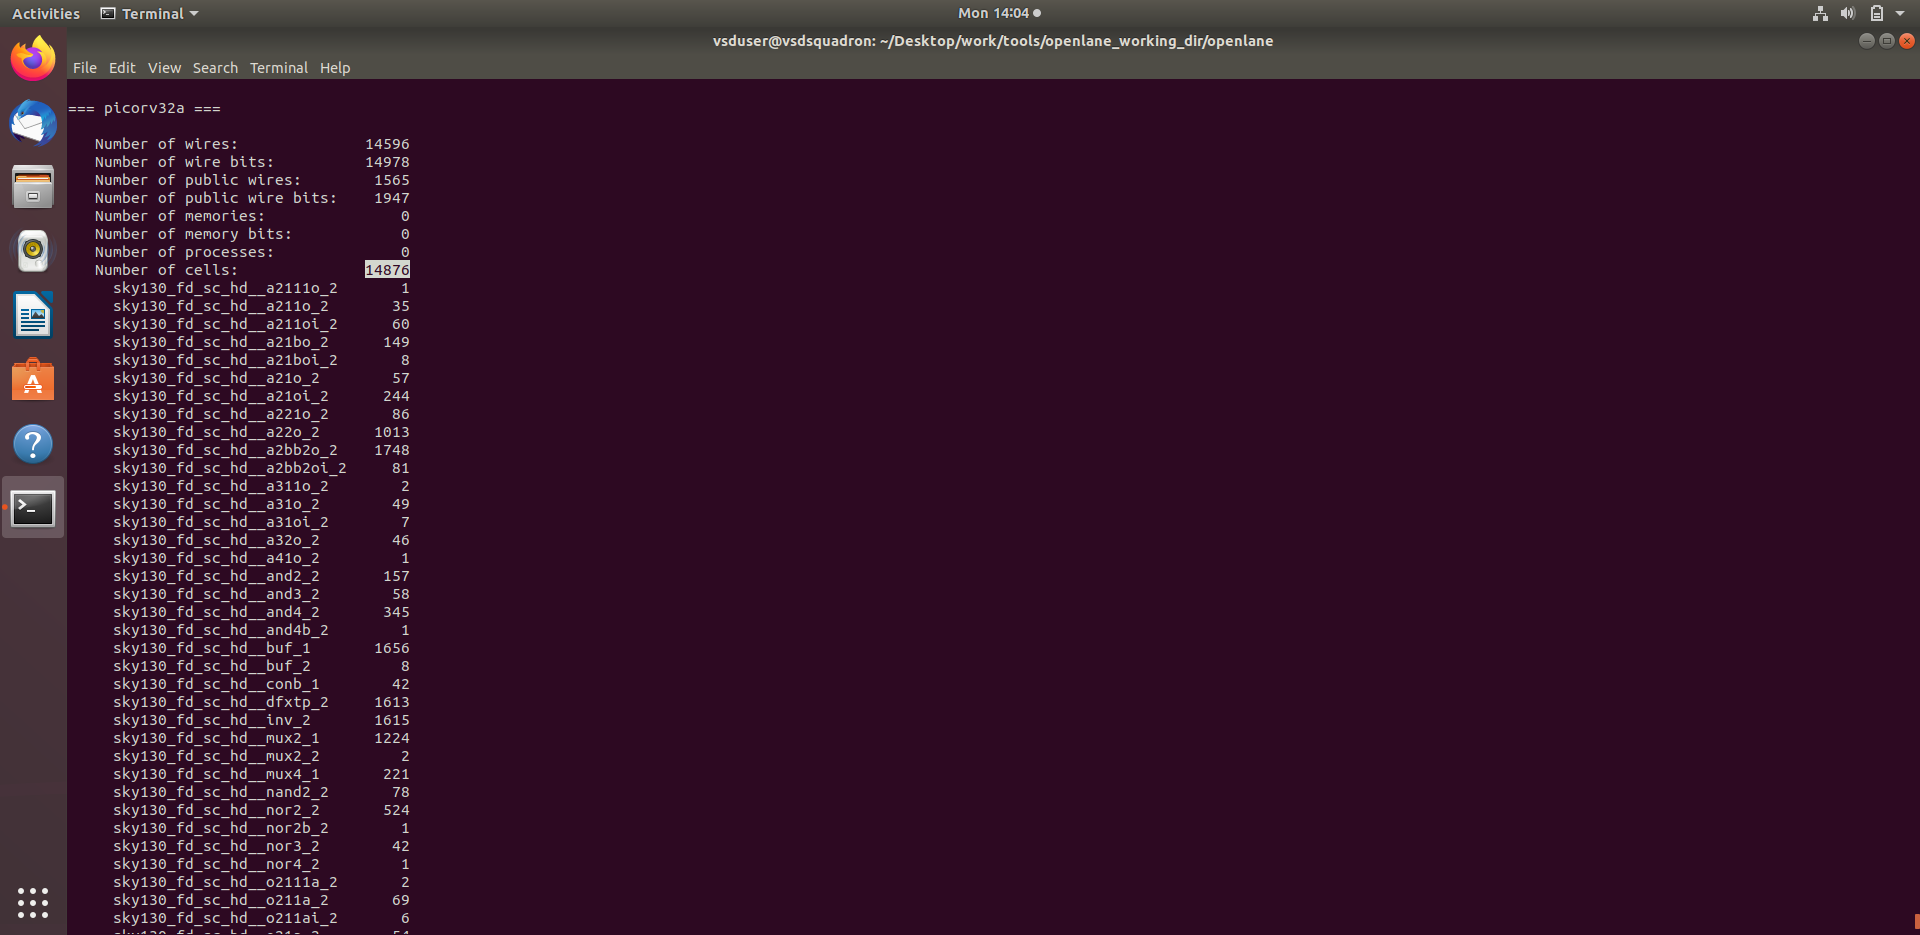 Activities Terminal Mon 14:04
vsduser@vsdsquadron: ~/Desktop/work/tools/openlane_working_dir/openlane
File Edit View Search Terminal Help
=== picorv32a ===
Number of wires: 14596
Number of wire bits: 14978
Number of public wires: 1565
Number of public wire bits: 1947
Number of memories: 0
Number of memory bits: 0
Number of processes: 0
Number of cells: 14876
sky130_fd_sc_hd__a2111o_2 1
sky130_fd_sc_hd__a211o_2 35
sky130_fd_sc_hd__a211oi_2 60
sky130_fd_sc_hd__a21bo_2 149
sky130_fd_sc_hd__a21boi_2 8
sky130_fd_sc_hd__a21o_2 57
sky130_fd_sc_hd__a21oi_2 244
sky130_fd_sc_hd__a221o_2 86
sky130_fd_sc_hd__a22o_2 1013
sky130_fd_sc_hd__a2bb2o_2 1748
sky130_fd_sc_hd__a2bb2oi_2 81
sky130_fd_sc_hd__a311o_2 2
sky130_fd_sc_hd__a31o_2 49
sky130_fd_sc_hd__a31oi_2 7
sky130_fd_sc_hd__a32o_2 46
sky130_fd_sc_hd__a41o_2 1
sky130_fd_sc_hd__and2_2 157
sky130_fd_sc_hd__and3_2 58
sky130_fd_sc_hd__and4_2 345
sky130_fd_sc_hd__and4b_2 1
sky130_fd_sc_hd__buf_1 1656
sky130_fd_sc_hd__buf_2 8
sky130_fd_sc_hd__conb_1 42
sky130_fd_sc_hd__dfxtp_2 1613
sky130_fd_sc_hd__inv_2 1615
sky130_fd_sc_hd__mux2_1 1224
sky130_fd_sc_hd__mux2_2 2
sky130_fd_sc_hd__mux4_1 221
sky130_fd_sc_hd__nand2_2 78
sky130_fd_sc_hd__nor2_2 524
sky130_fd_sc_hd__nor2b_2 1
sky130_fd_sc_hd__nor3_2 42
sky130_fd_sc_hd__nor4_2 1
sky130_fd_sc_hd__o2111a_2 2
sky130_fd_sc_hd__o211a_2 69
sky130_fd_sc_hd__o211ai_2 6